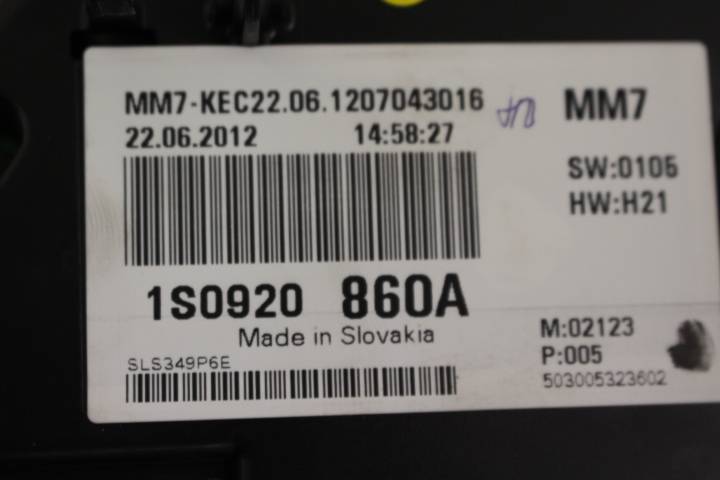 MM7-KEC22.06.1207043016 MM7
22.06.2012 14:58:27
SW:0105
HW:H21
1S0920 860A
Made in Slovakia
M:02123
P:005
SLS349P6E
503005323602